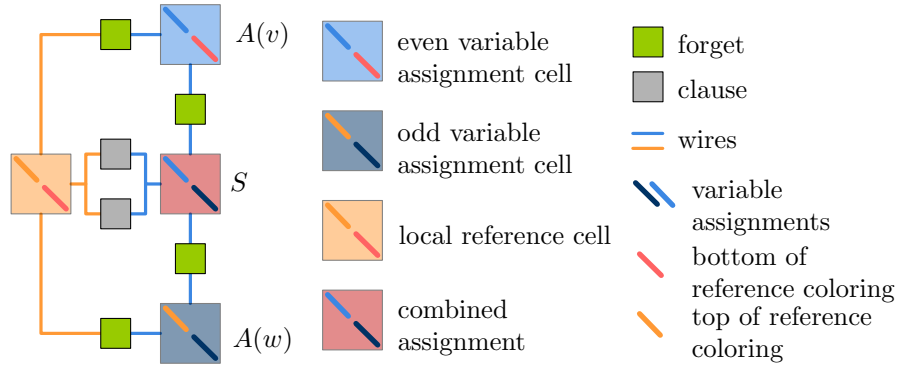 A(v)
S
A(w)
even variable
assignment cell
odd variable
assignment cell
local reference cell
combined
assignment
forget
clause
wires
variable
assignments
bottom of
reference coloring
top of reference
coloring